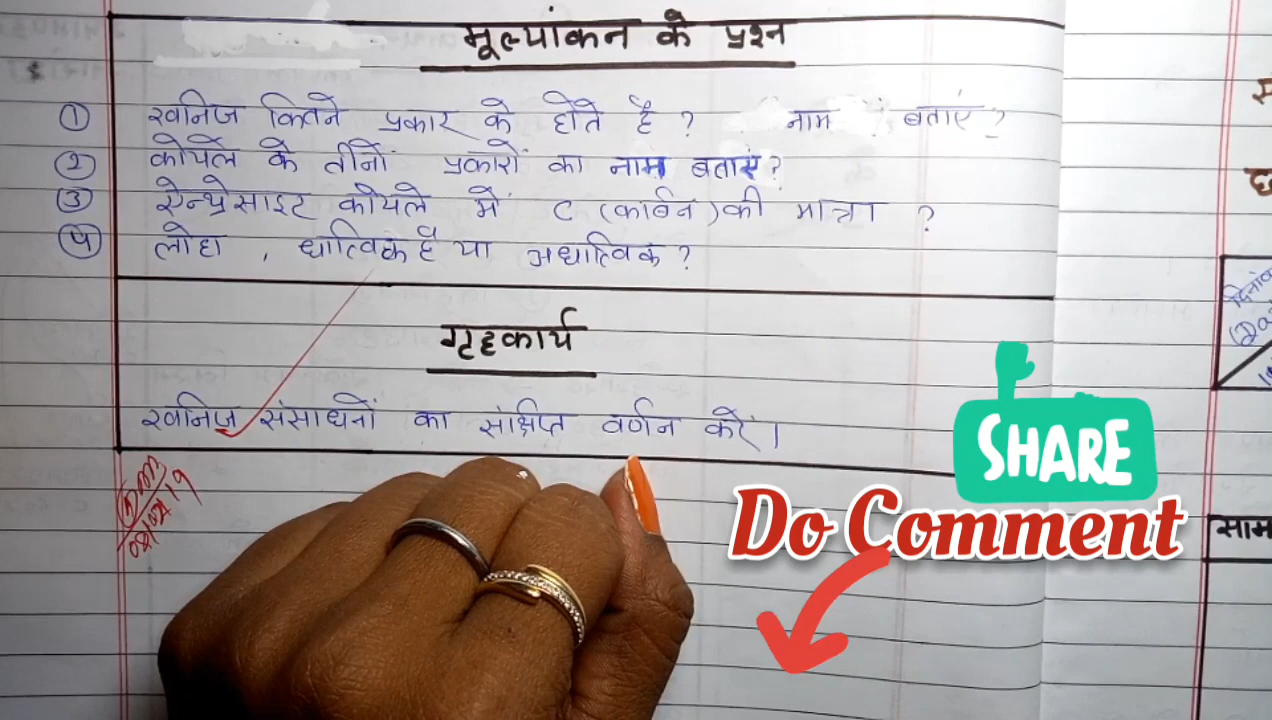 मूल्यांकन के प्रश्न
① खनिज कितने प्रकार के होते है ? नाम बताएं ?
② कोयले के तीनों प्रकारों का नाम बताएं ?
③ ऐन्थ्रेसाइट कोयले में C (कार्बन) की मात्रा ?
④ लोहा , धात्विक है या अधात्विक ?
गृहकार्य
खनिज संसाधनों का संक्षिप्त वर्णन करें ।
SHARE
Do Comment
दिनांक
साम